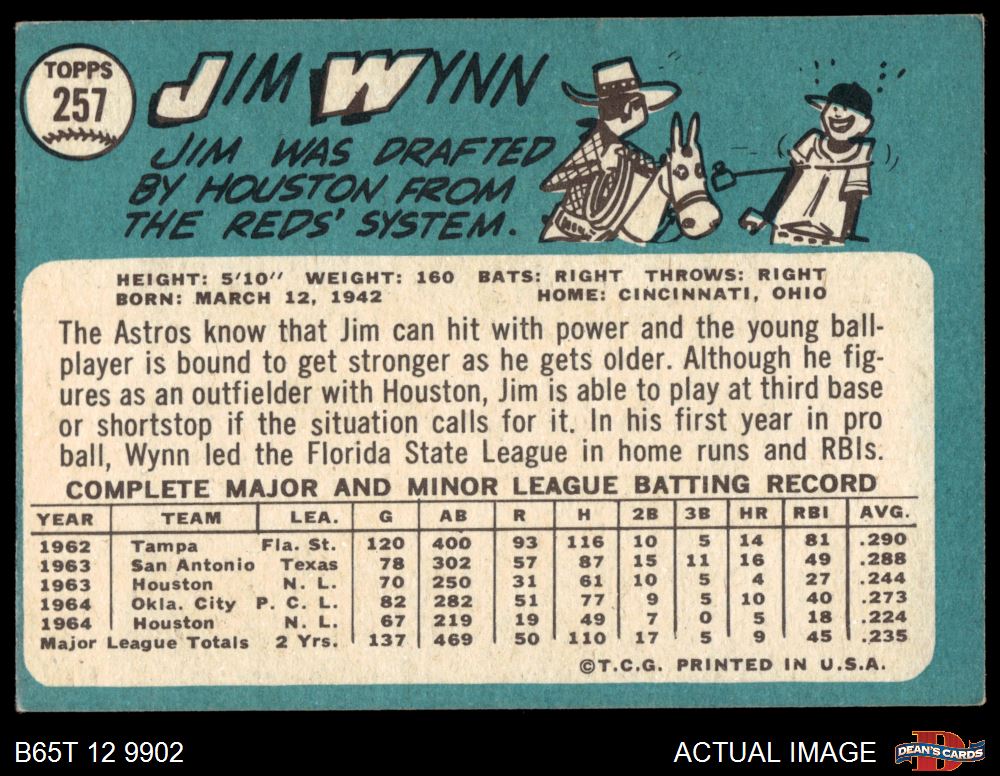 TOPPS
257
JIM WYNN
JIM WAS DRAFTED
BY HOUSTON FROM
THE REDS' SYSTEM.
HEIGHT: 5'10" WEIGHT: 160 BATS: RIGHT THROWS: RIGHT
BORN: MARCH 12, 1942 HOME: CINCINNATI, OHIO
The Astros know that Jim can hit with power and the young ball-
player is bound to get stronger as he gets older. Although he fig-
ures as an outfielder with Houston, Jim is able to play at third base
or shortstop if the situation calls for it. In his first year in pro
ball, Wynn led the Florida State League in home runs and RBIs.
COMPLETE MAJOR AND MINOR LEAGUE BATTING RECORD
YEAR TEAM LEA. G AB R H 2B 3B HR RBI AVG.
1962 Tampa Fla. St. 120 400 93 116 10 5 14 81 .290
1963 San Antonio Texas 78 302 57 87 15 11 16 49 .288
1963 Houston N. L. 70 250 31 61 10 5 4 27 .244
1964 Okla. City P. C. L. 82 282 51 77 9 5 10 40 .273
1964 Houston N. L. 67 219 19 49 7 0 5 18 .224
Major League Totals 2 Yrs. 137 469 50 110 17 5 9 45 .235
©T.C.G. PRINTED IN U.S.A.
B65T 12 9902 ACTUAL IMAGE DEAN'S CARDS